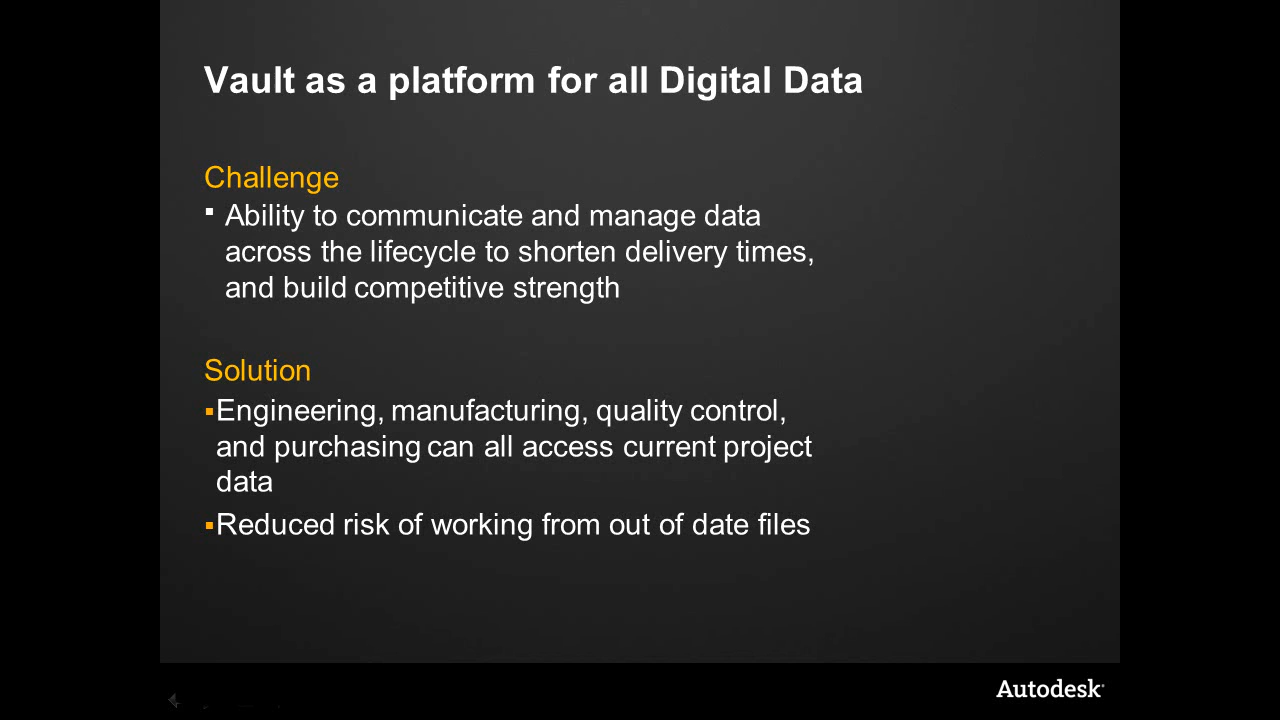 Vault as a platform for all Digital Data
Challenge
▪ Ability to communicate and manage data
across the lifecycle to shorten delivery times,
and build competitive strength
Solution
▪Engineering, manufacturing, quality control,
and purchasing can all access current project
data
▪Reduced risk of working from out of date files
Autodesk